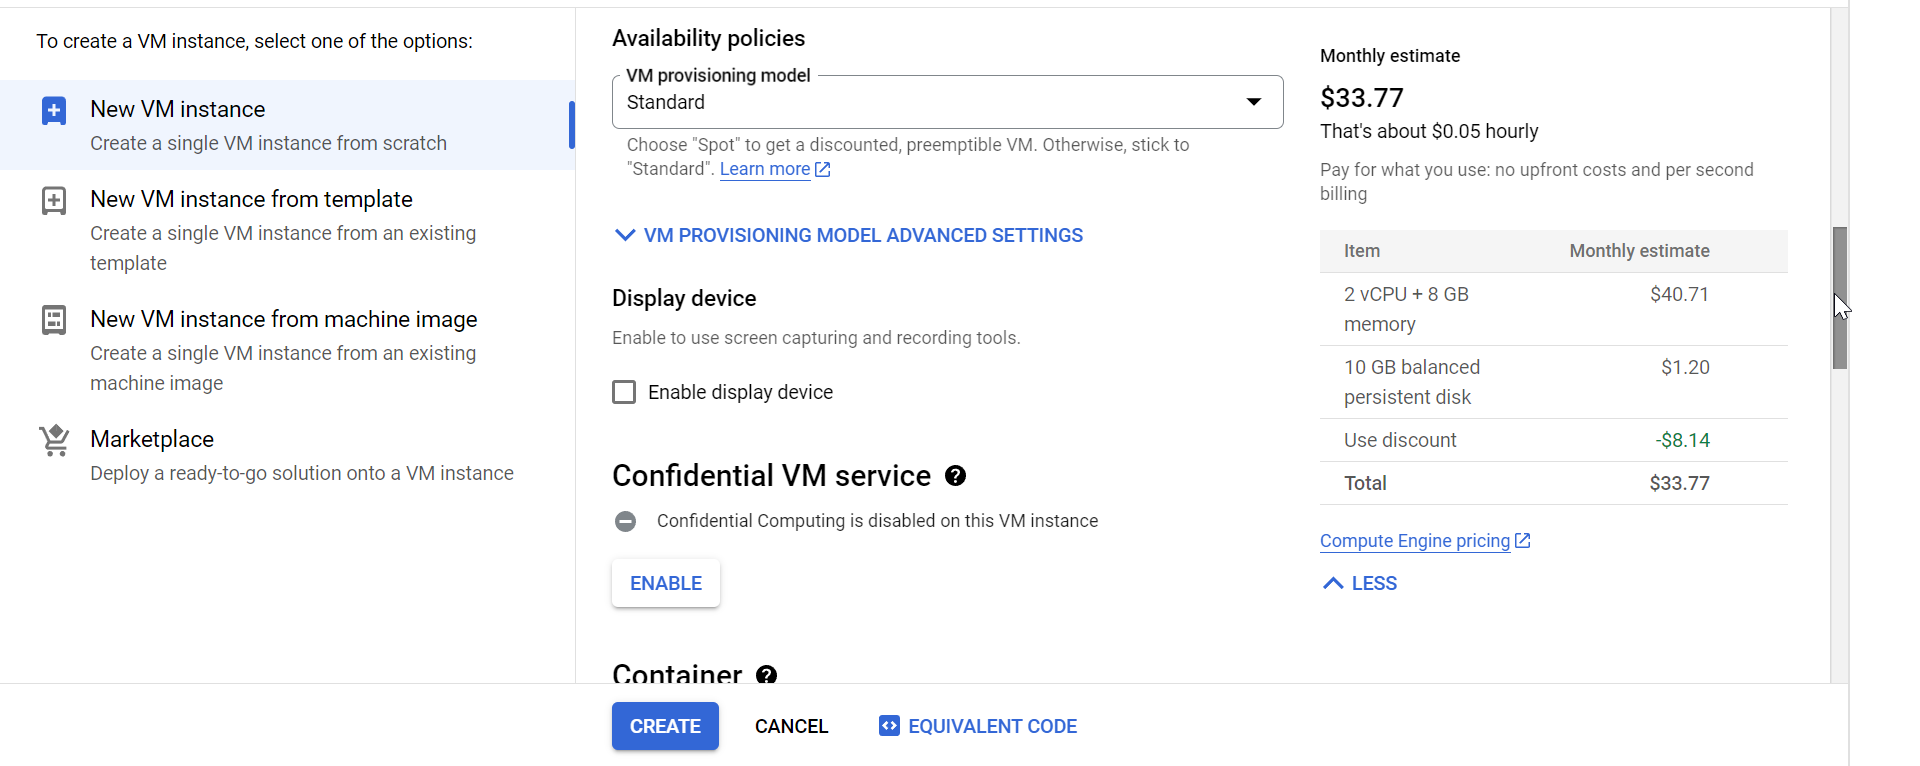 To create a VM instance, select one of the options:
New VM instance
Create a single VM instance from scratch
New VM instance from template
Create a single VM instance from an existing
template
New VM instance from machine image
Create a single VM instance from an existing
machine image
Marketplace
Deploy a ready-to-go solution onto a VM instance
Availability policies
VM provisioning model
Standard
Choose "Spot" to get a discounted, preemptible VM. Otherwise, stick to
"Standard". Learn more
VM PROVISIONING MODEL ADVANCED SETTINGS
Display device
Enable to use screen capturing and recording tools.
Enable display device
Confidential VM service
Confidential Computing is disabled on this VM instance
ENABLE
Container
CREATE CANCEL EQUIVALENT CODE
Monthly estimate
$33.77
That's about $0.05 hourly
Pay for what you use: no upfront costs and per second
billing
Item Monthly estimate
2 vCPU + 8 GB $40.71
memory
10 GB balanced $1.20
persistent disk
Use discount -$8.14
Total $33.77
Compute Engine pricing
LESS